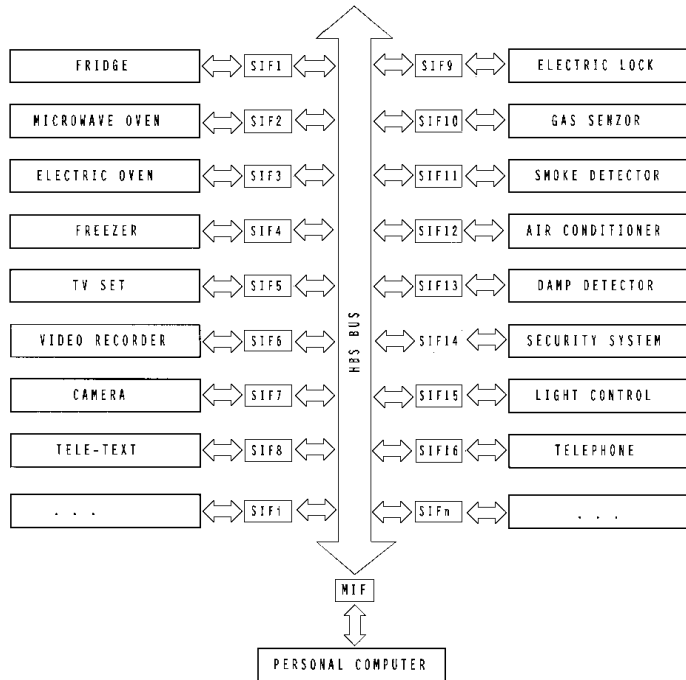 FRIDGE SIF1 SIF9 ELECTRIC LOCK
MICROWAVE OVEN SIF2 SIF10 GAS SENZOR
ELECTRIC OVEN SIF3 SIF11 SMOKE DETECTOR
FREEZER SIF4 SIF12 AIR CONDITIONER
TV SET SIF5 SIF13 DAMP DETECTOR
HBS BUS
VIDEO RECORDER SIF6 SIF14 SECURITY SYSTEM
CAMERA SIF7 SIF15 LIGHT CONTROL
TELE-TEXT SIF8 SIF16 TELEPHONE
. . . SIFi SIFn . . .
MIF
PERSONAL COMPUTER